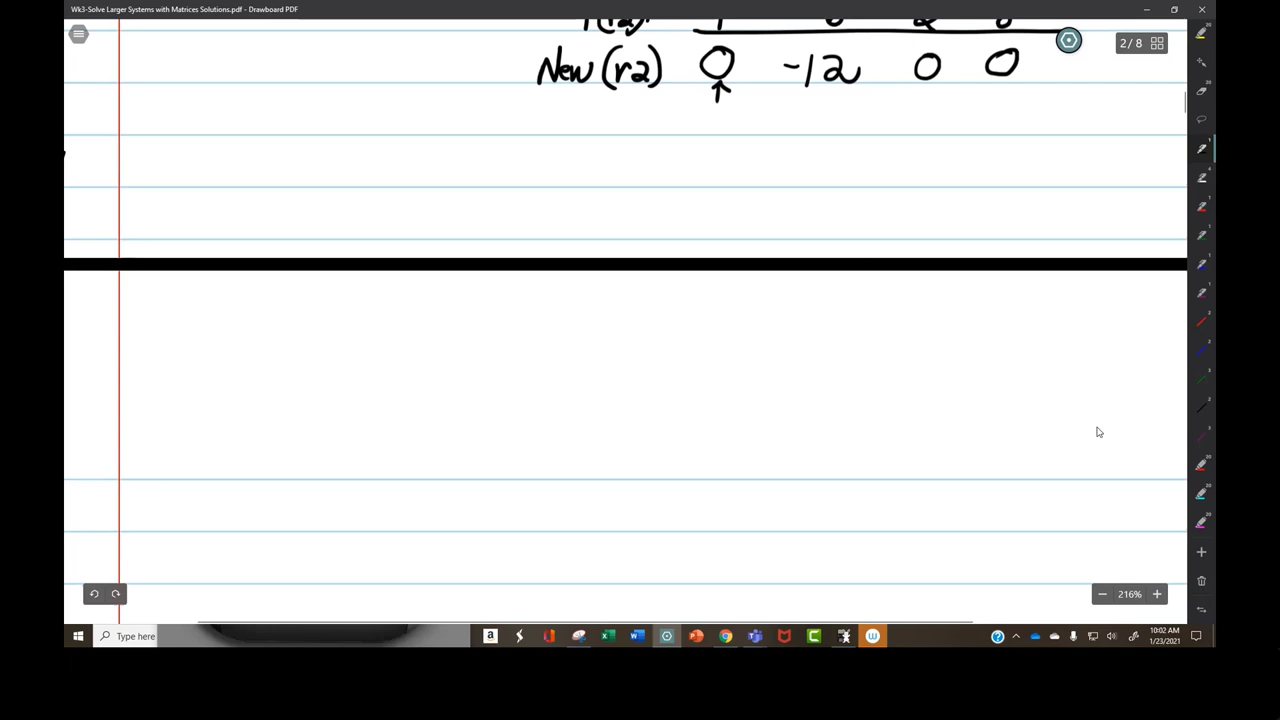 Wk3-Solve Larger Systems with Matrices Solutions.pdf - Drawboard PDF
2 / 8
New (r2) 0 -12 0 0
216%
Type here
10:02 AM
1/23/2021